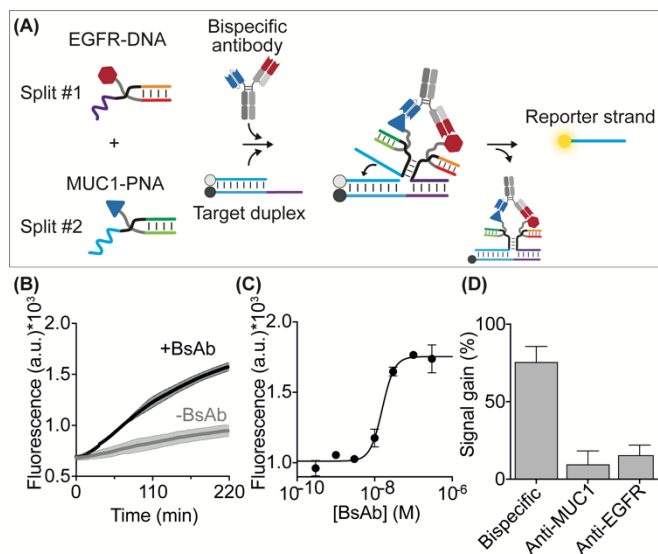 (A)
EGFR-DNA
Split #1
+
MUC1-PNA
Split #2
Bispecific
antibody
Target duplex
Reporter strand
(B)
Fluorescence (a.u.)*10³
2.0
1.5
1.0
0.5
+BsAb
-BsAb
0
110
220
Time (min)
(C)
Fluorescence (a.u.)*10³
2.0
1.5
1.0
10⁻¹⁰
10⁻⁸
10⁻⁶
[BsAb] (M)
(D)
Signal gain (%)
100
50
0
Bispecific
Anti-MUC1
Anti-EGFR